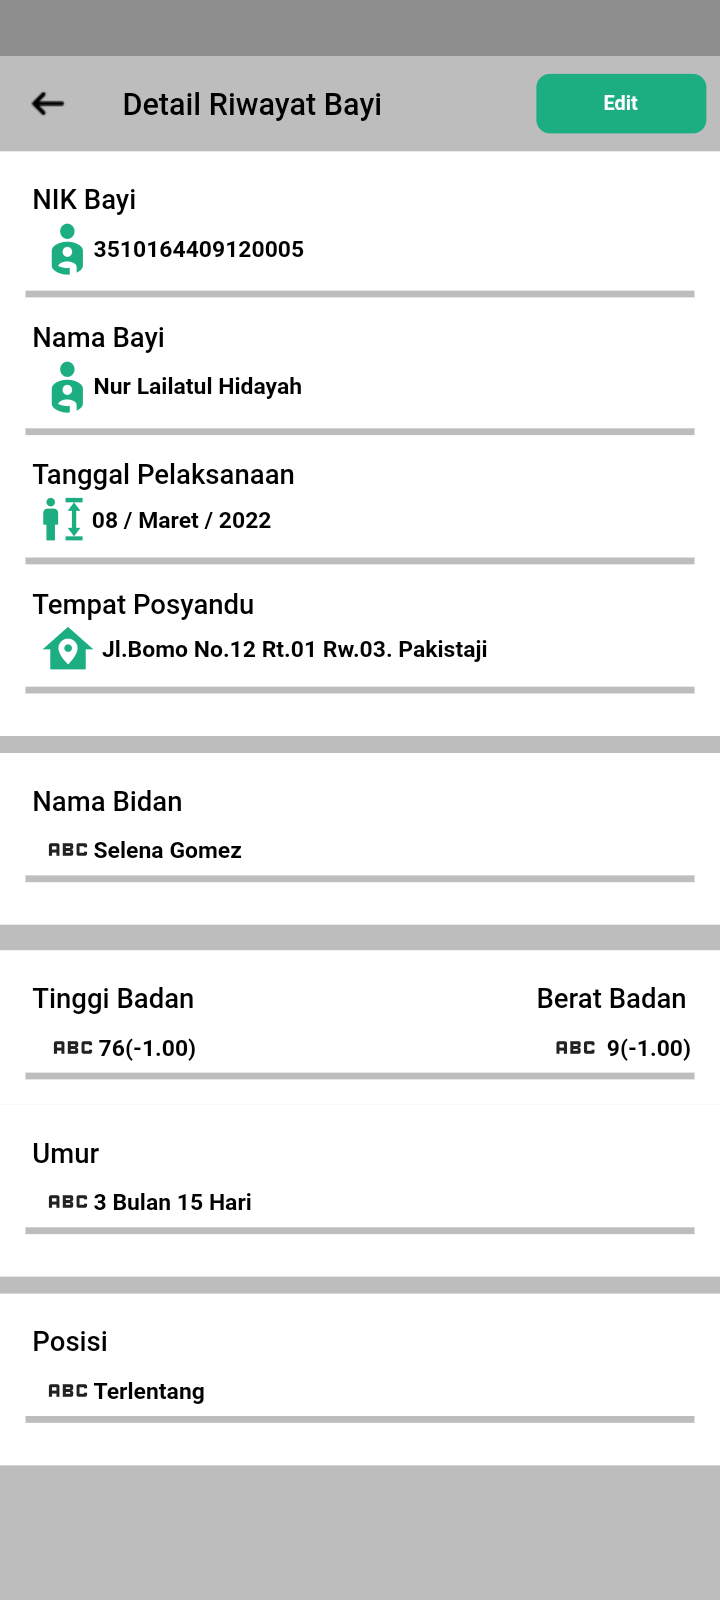 Detail Riwayat Bayi
Edit
NIK Bayi
3510164409120005
Nama Bayi
Nur Lailatul Hidayah
Tanggal Pelaksanaan
08 / Maret / 2022
Tempat Posyandu
Jl.Bomo No.12 Rt.01 Rw.03. Pakistaji
Nama Bidan
ABC Selena Gomez
Tinggi Badan Berat Badan
ABC 76(-1.00) ABC 9(-1.00)
Umur
ABC 3 Bulan 15 Hari
Posisi
ABC Terlentang